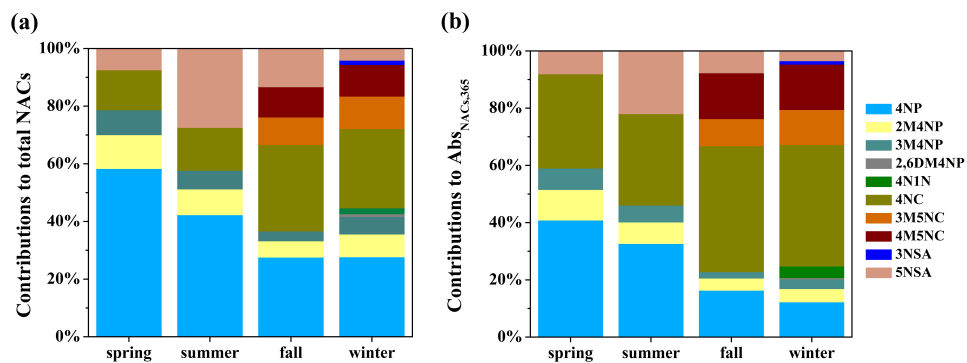 (a)
Contributions to total NACs
100%
80%
60%
40%
20%
0%
spring summer fall winter
(b)
Contributions to Abs_NACs,365
100%
80%
60%
40%
20%
0%
spring summer fall winter
4NP
2M4NP
3M4NP
2,6DM4NP
4N1N
4NC
3M5NC
4M5NC
3NSA
5NSA